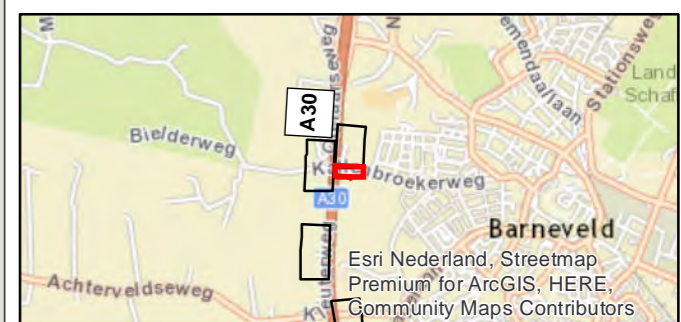 A30
Bielderweg
Stationsweg
Land
Schaf
A30
broekerweg
Barneveld
Achterveldseweg
Esri Nederland, Streetmap
Premium for ArcGIS, HERE,
Community Maps Contributors